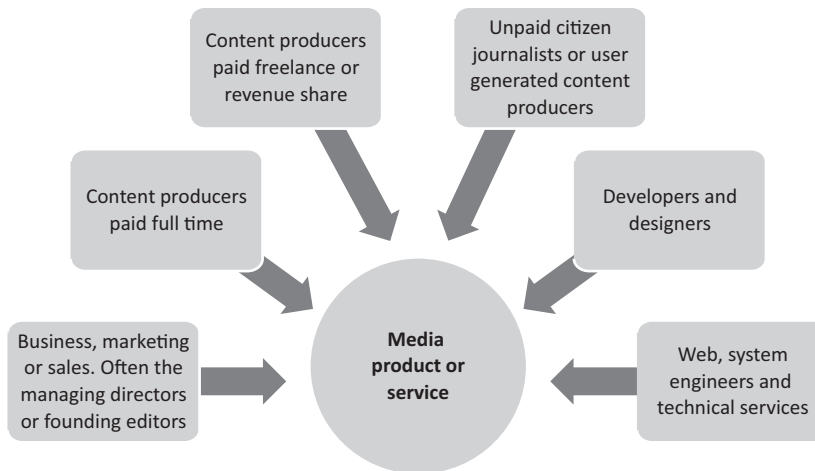 Content producers
paid freelance or
revenue share
Unpaid citizen
journalists or user
generated content
producers
Content producers
paid full time
Developers and
designers
Business, marketing
or sales. Often the
managing directors
or founding editors
Media
product or
service
Web, system
engineers and
technical services